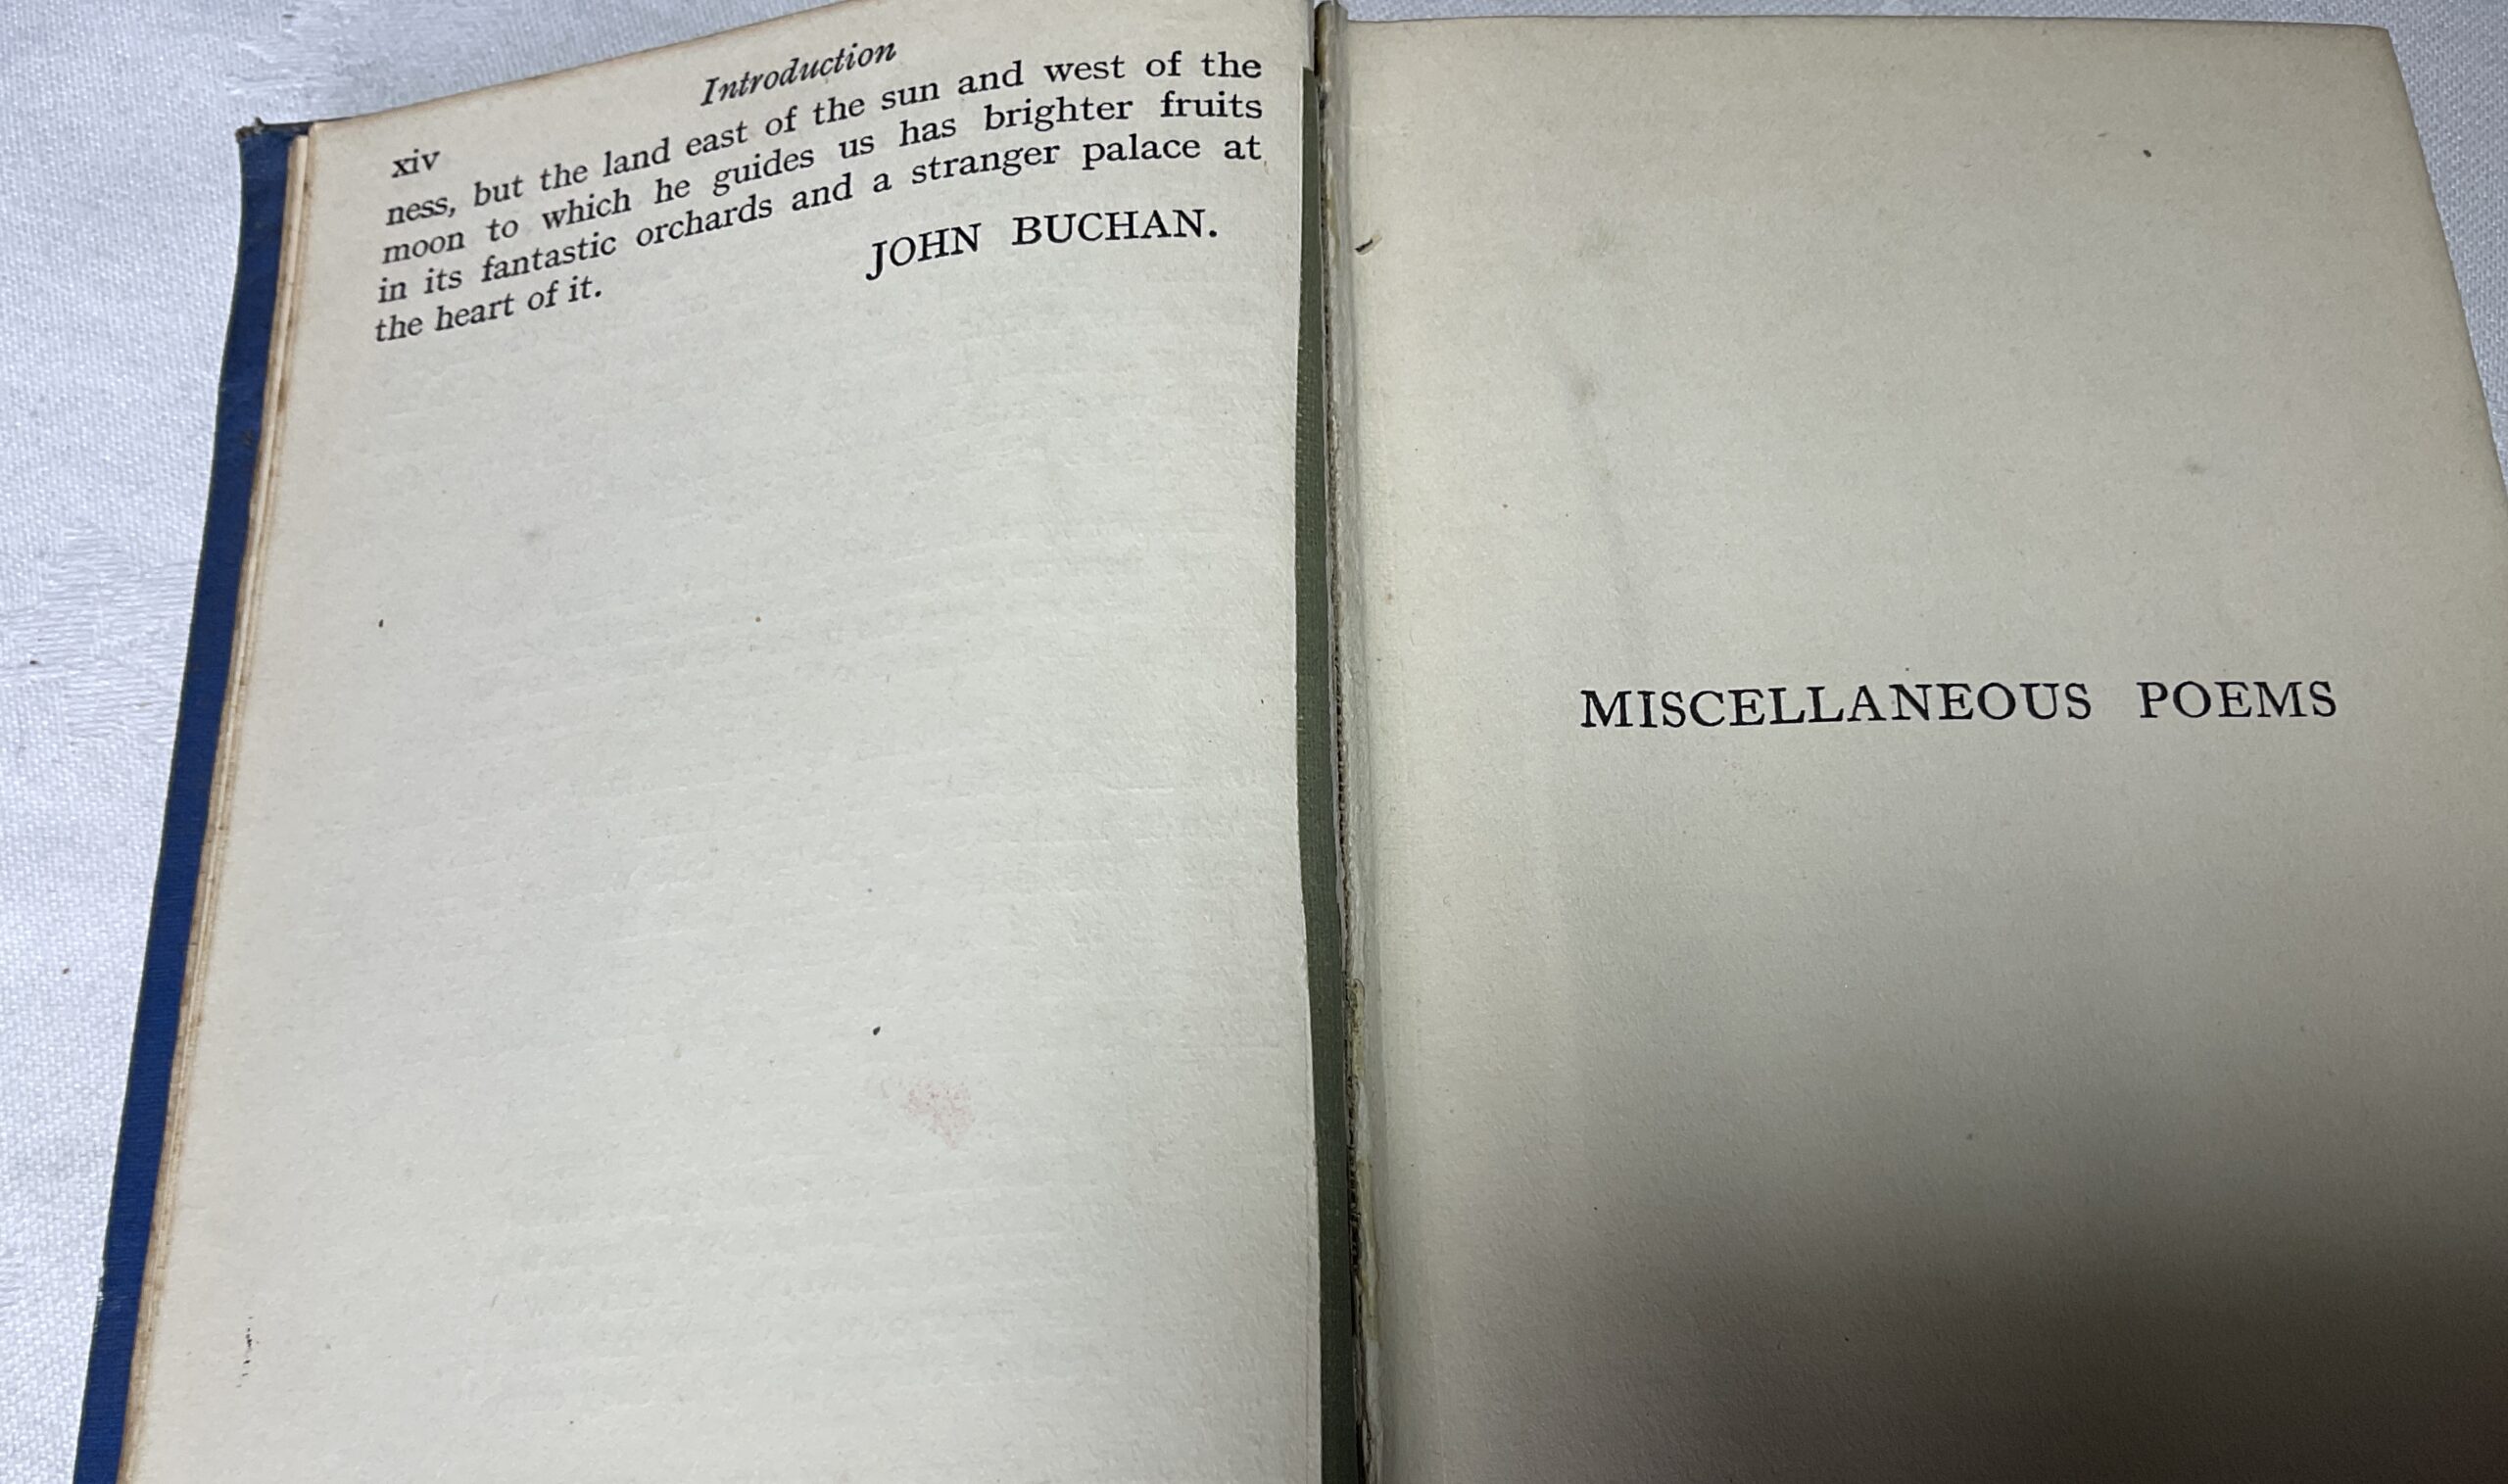 xiv
Introduction
ness, but the land east of the sun and west of the
moon to which he guides us has brighter fruits
in its fantastic orchards and a stranger palace at
the heart of it.
JOHN BUCHAN.
MISCELLANEOUS POEMS